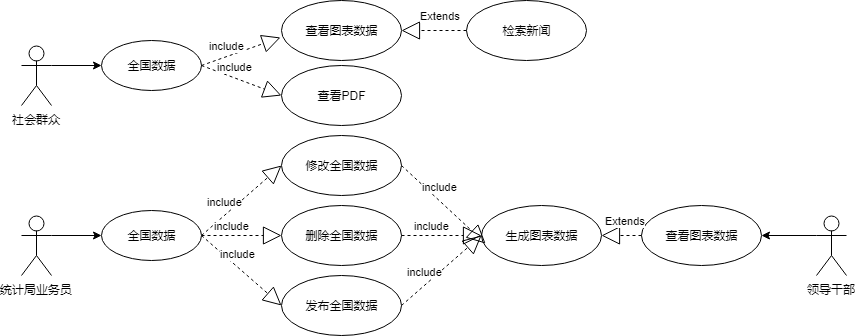 查看图表数据
Extends
检索新闻
include
全国数据
include
查看PDF
社会群众
修改全国数据
include
include
全国数据
include
删除全国数据
include
生成图表数据
Extends
查看图表数据
include
include
统计局业务员
发布全国数据
领导干部